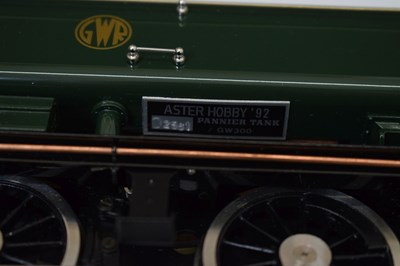 GWR
ASTER HOBBY '92
PANNIER TANK
/ GW300